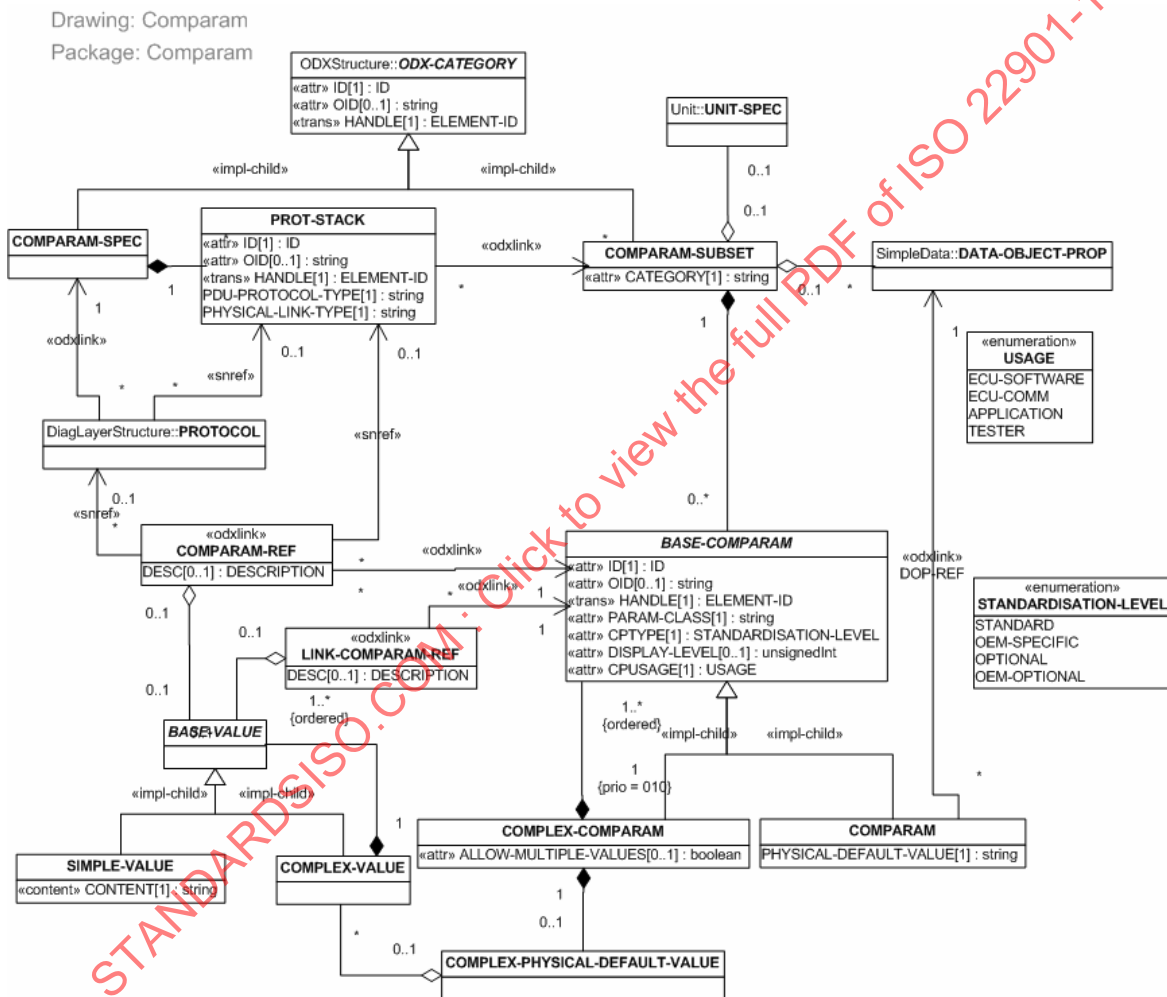 Drawing: Comparam
Package: Comparam
ODXStructure::ODX-CATEGORY
«attr» ID[1] : ID
«attr» OID[0..1] : string
«trans» HANDLE[1] : ELEMENT-ID
Unit::UNIT-SPEC
«impl-child»
«impl-child»
0..1
0..1
COMPARAM-SPEC
1
*
PROT-STACK
«attr» ID[1] : ID
«attr» OID[0..1] : string
«trans» HANDLE[1] : ELEMENT-ID
PDU-PROTOCOL-TYPE[1] : string
PHYSICAL-LINK-TYPE[1] : string
«odxlink»
*
*
COMPARAM-SUBSET
«attr» CATEGORY[1] : string
0..1
*
SimpleData::DATA-OBJECT-PROP
1
1
1
«odxlink»
0..1
0..1
«enumeration»
USAGE
ECU-SOFTWARE
ECU-COMM
APPLICATION
TESTER
*
*
«snref»
DiagLayerStructure::PROTOCOL
«snref»
0..1
«snref»
*
0..*
«odxlink»
COMPARAM-REF
DESC[0..1] : DESCRIPTION
*
«odxlink»
*
«odxlink»
*
1
1
BASE-COMPARAM
«attr» ID[1] : ID
«attr» OID[0..1] : string
«trans» HANDLE[1] : ELEMENT-ID
«attr» PARAM-CLASS[1] : string
«attr» CPTYPE[1] : STANDARDISATION-LEVEL
«attr» DISPLAY-LEVEL[0..1] : unsignedInt
«attr» CPUSAGE[1] : USAGE
«odxlink»
DOP-REF
«enumeration»
STANDARDISATION-LEVEL
STANDARD
OEM-SPECIFIC
OPTIONAL
OEM-OPTIONAL
0..1
0..1
«odxlink»
LINK-COMPARAM-REF
DESC[0..1] : DESCRIPTION
0..1
1..*
{ordered}
1..*
{ordered}
BASE-VALUE
«impl-child»
«impl-child»
«impl-child»
«impl-child»
1
{prio = 010}
*
1
SIMPLE-VALUE
«content» CONTENT[1] : string
COMPLEX-VALUE
COMPLEX-COMPARAM
«attr» ALLOW-MULTIPLE-VALUES[0..1] : boolean
COMPARAM
PHYSICAL-DEFAULT-VALUE[1] : string
1
0..1
*
0..1
COMPLEX-PHYSICAL-DEFAULT-VALUE
STANDARDSISO.COM : Click to view the full PDF of ISO 22901-1